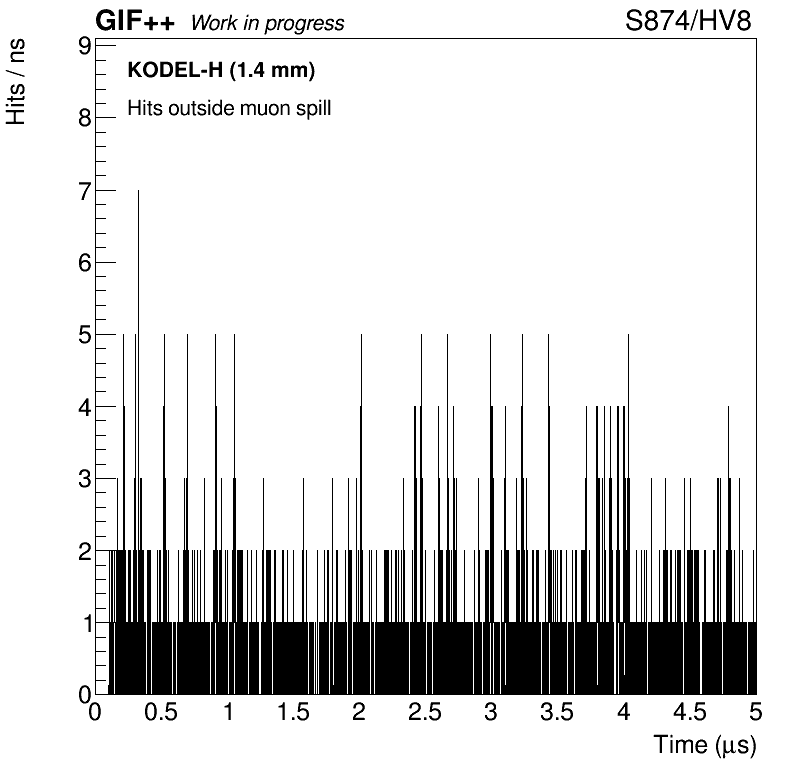 GIF++ Work in progress S874/HV8
Hits / ns
KODEL-H (1.4 mm)
Hits outside muon spill
9
8
7
6
5
4
3
2
1
0
0 0.5 1 1.5 2 2.5 3 3.5 4 4.5 5
Time (μs)